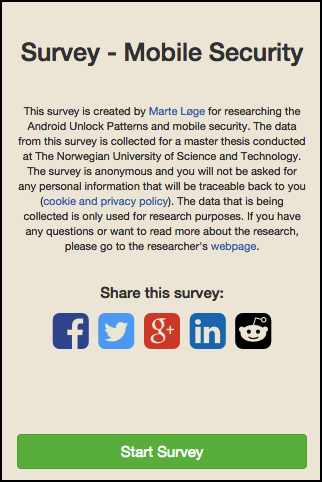 Survey - Mobile Security
This survey is created by Marte Løge for researching the
Android Unlock Patterns and mobile security. The data
from this survey is collected for a master thesis conducted
at The Norwegian University of Science and Technology.
The survey is anonymous and you will not be asked for
any personal information that will be traceable back to you
(cookie and privacy policy). The data that is being
collected is only used for research purposes. If you have
any questions or want to read more about the research,
please go to the researcher's webpage.
Share this survey:
f g+ in
Start Survey